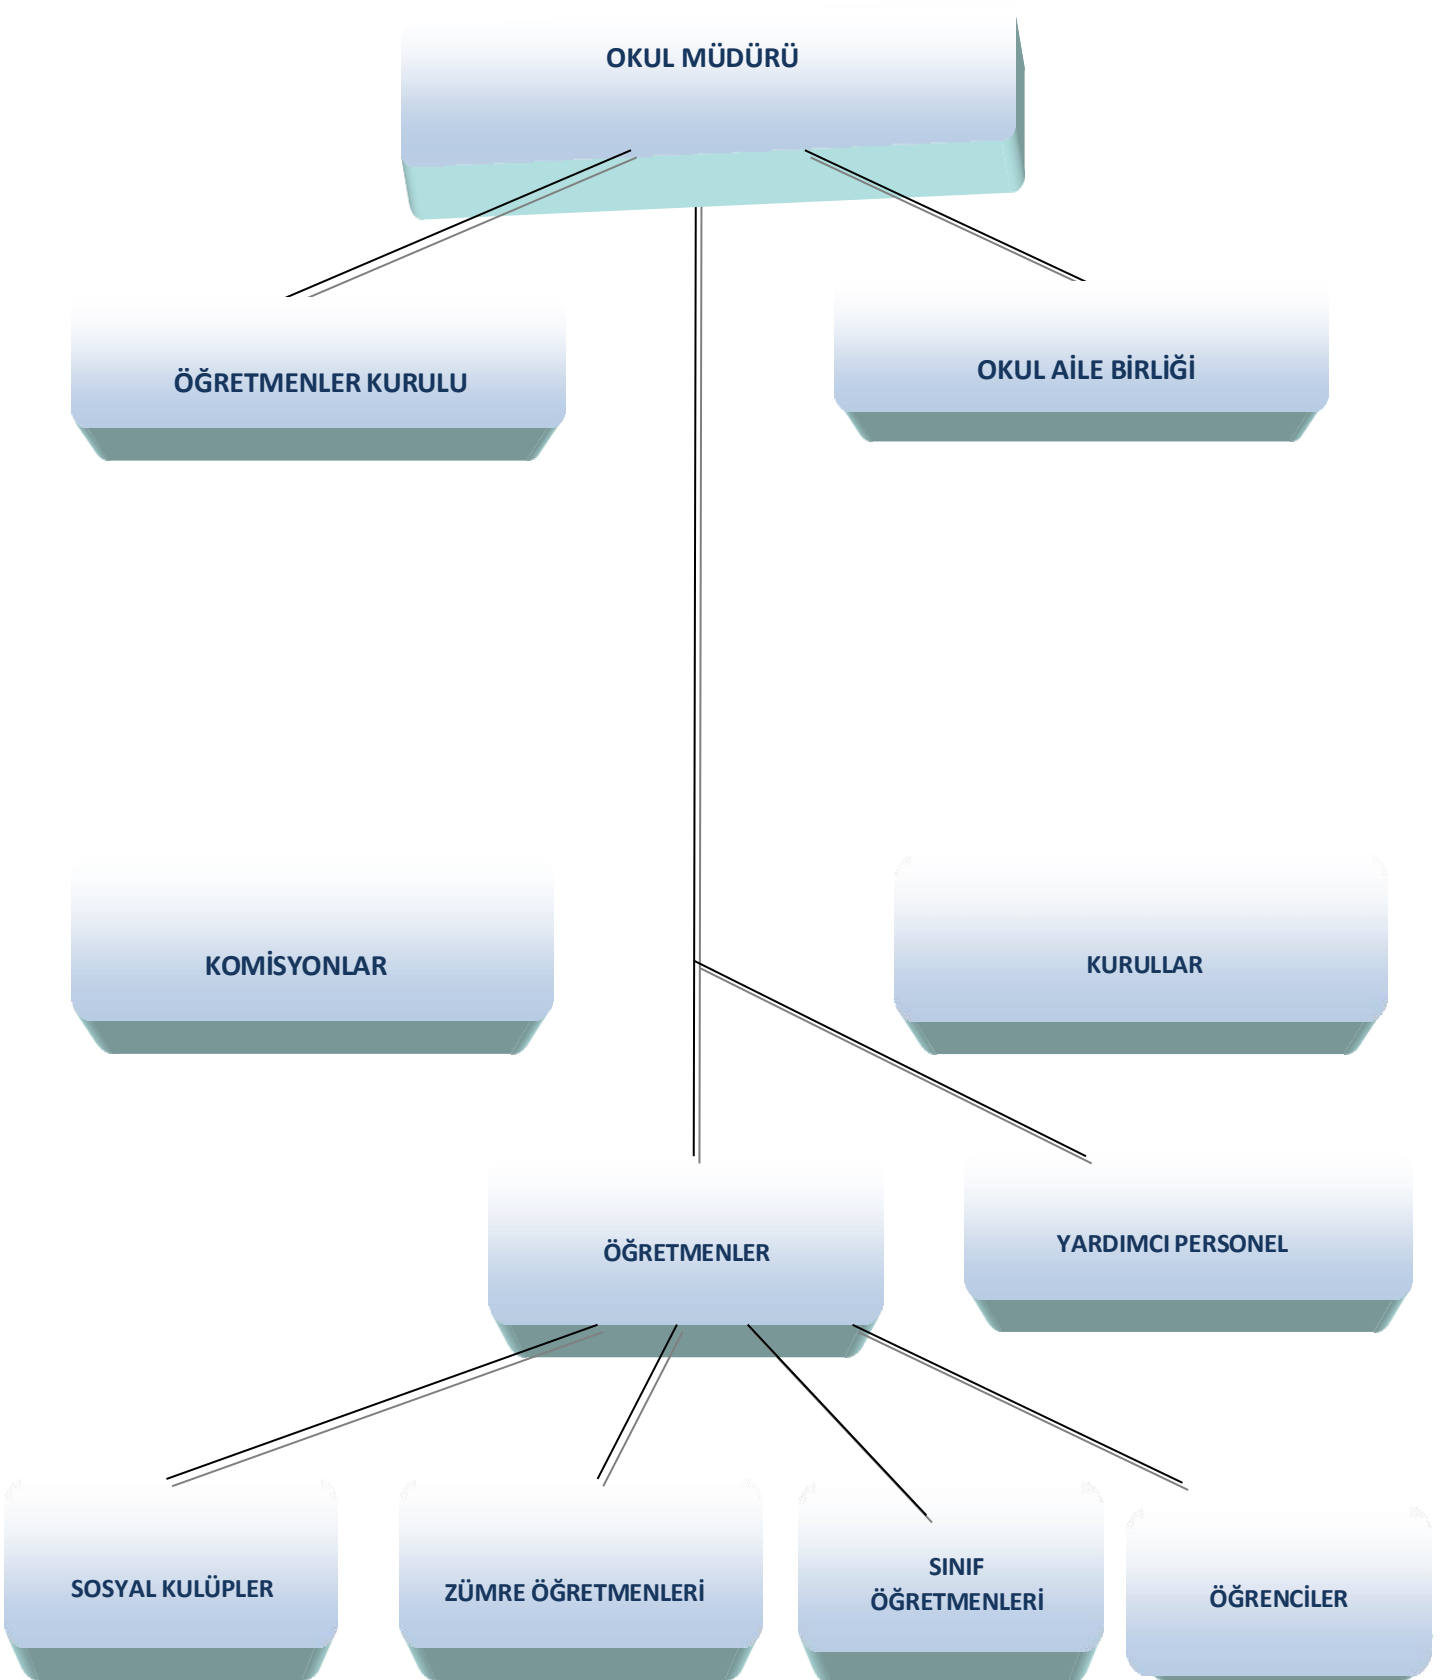 OKUL MÜDÜRÜ
ÖĞRETMENLER KURULU
OKUL AİLE BİRLİĞİ
KOMİSYONLAR
KURULLAR
ÖĞRETMENLER
YARDIMCI PERSONEL
SOSYAL KULÜPLER
ZÜMRE ÖĞRETMENLERİ
SINIF
ÖĞRETMENLERİ
ÖĞRENCİLER